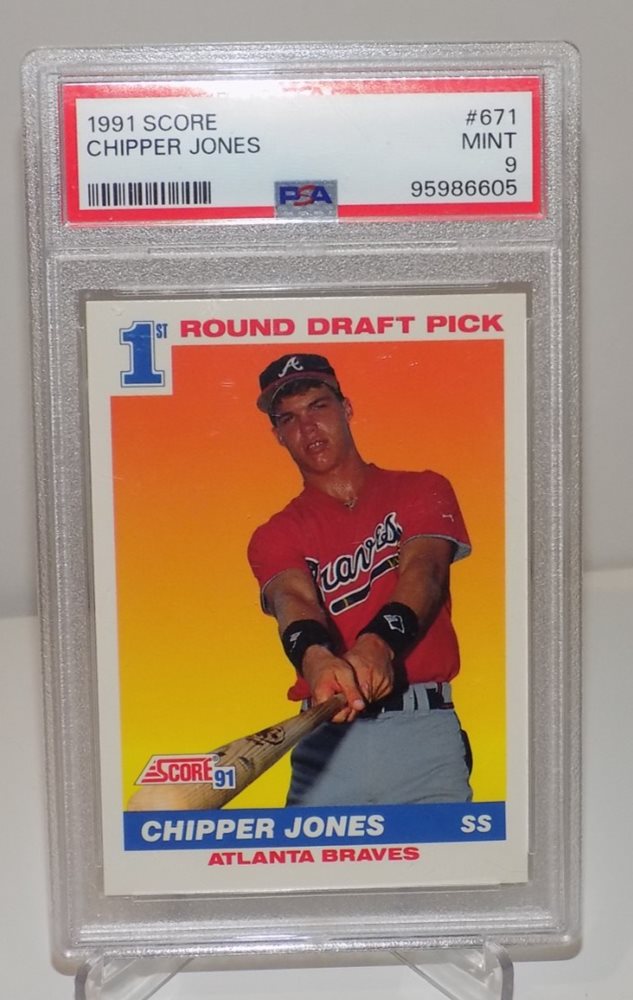 1991 SCORE #671
CHIPPER JONES MINT
9
PSA 95986605
1ST ROUND DRAFT PICK
A
Braves
SCORE® 91
CHIPPER JONES SS
ATLANTA BRAVES